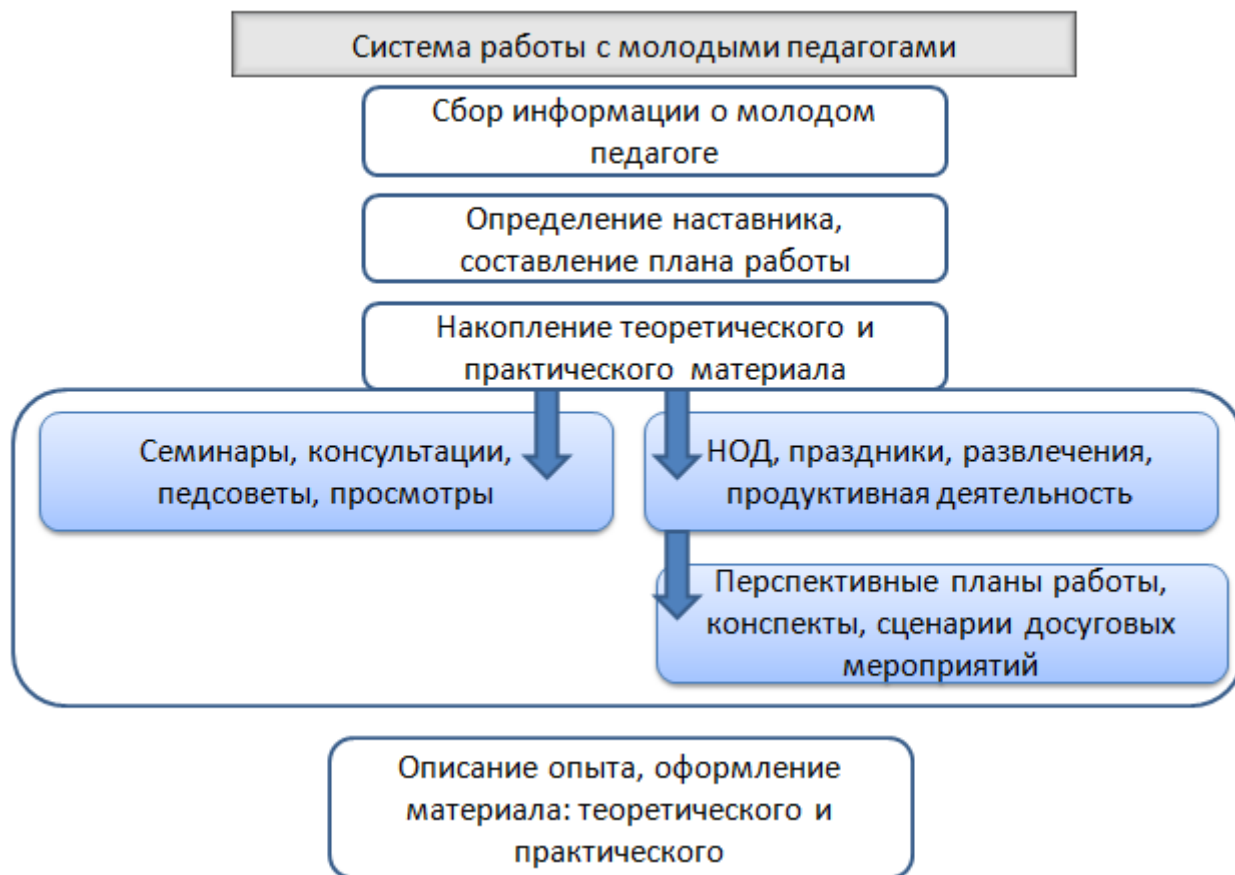 Система работы с молодыми педагогами
Сбор информации о молодом
педагоге
Определение наставника,
составление плана работы
Накопление теоретического и
практического материала
Семинары, консультации,
педсоветы, просмотры
НОД, праздники, развлечения,
продуктивная деятельность
Перспективные планы работы,
конспекты, сценарии досуговых
мероприятий
Описание опыта, оформление
материала: теоретического и
практического